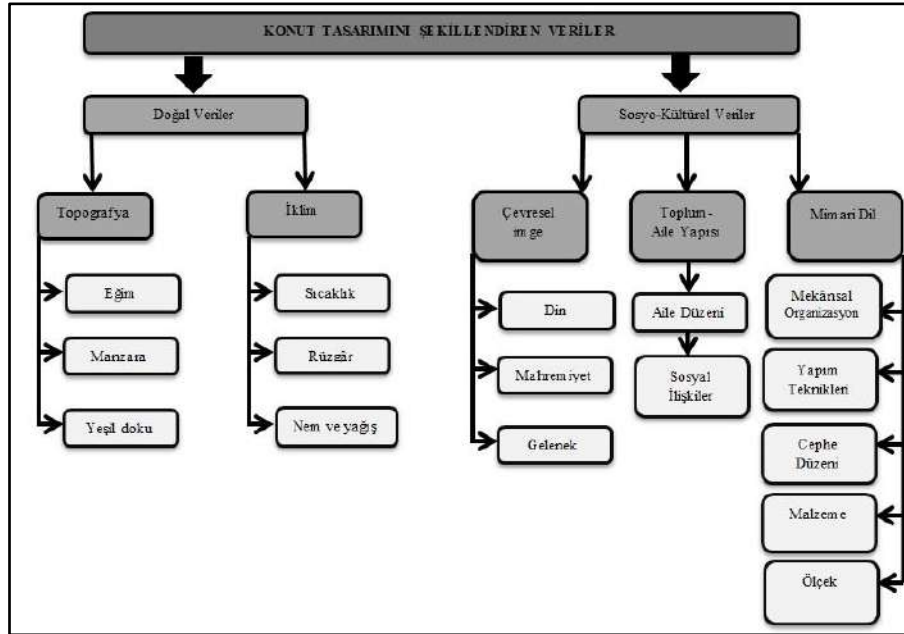 KONUT TASARIMINI ŞEKİLLENDİREN VERİLER
Doğal Veriler
Sosyo-Kültürel Veriler
Topografya
İklim
Çevresel
imge
Toplum-
Aile Yapısı
Mimari Dil
Eğim
Manzara
Yeşil doku
Sıcaklık
Rüzgâr
Nem ve yağış
Din
Mahremiyet
Gelenek
Aile Düzeni
Sosyal
İlişkiler
Mekânsal
Organizasyon
Yapım
Teknikleri
Cephe
Düzeni
Malzeme
Ölçek